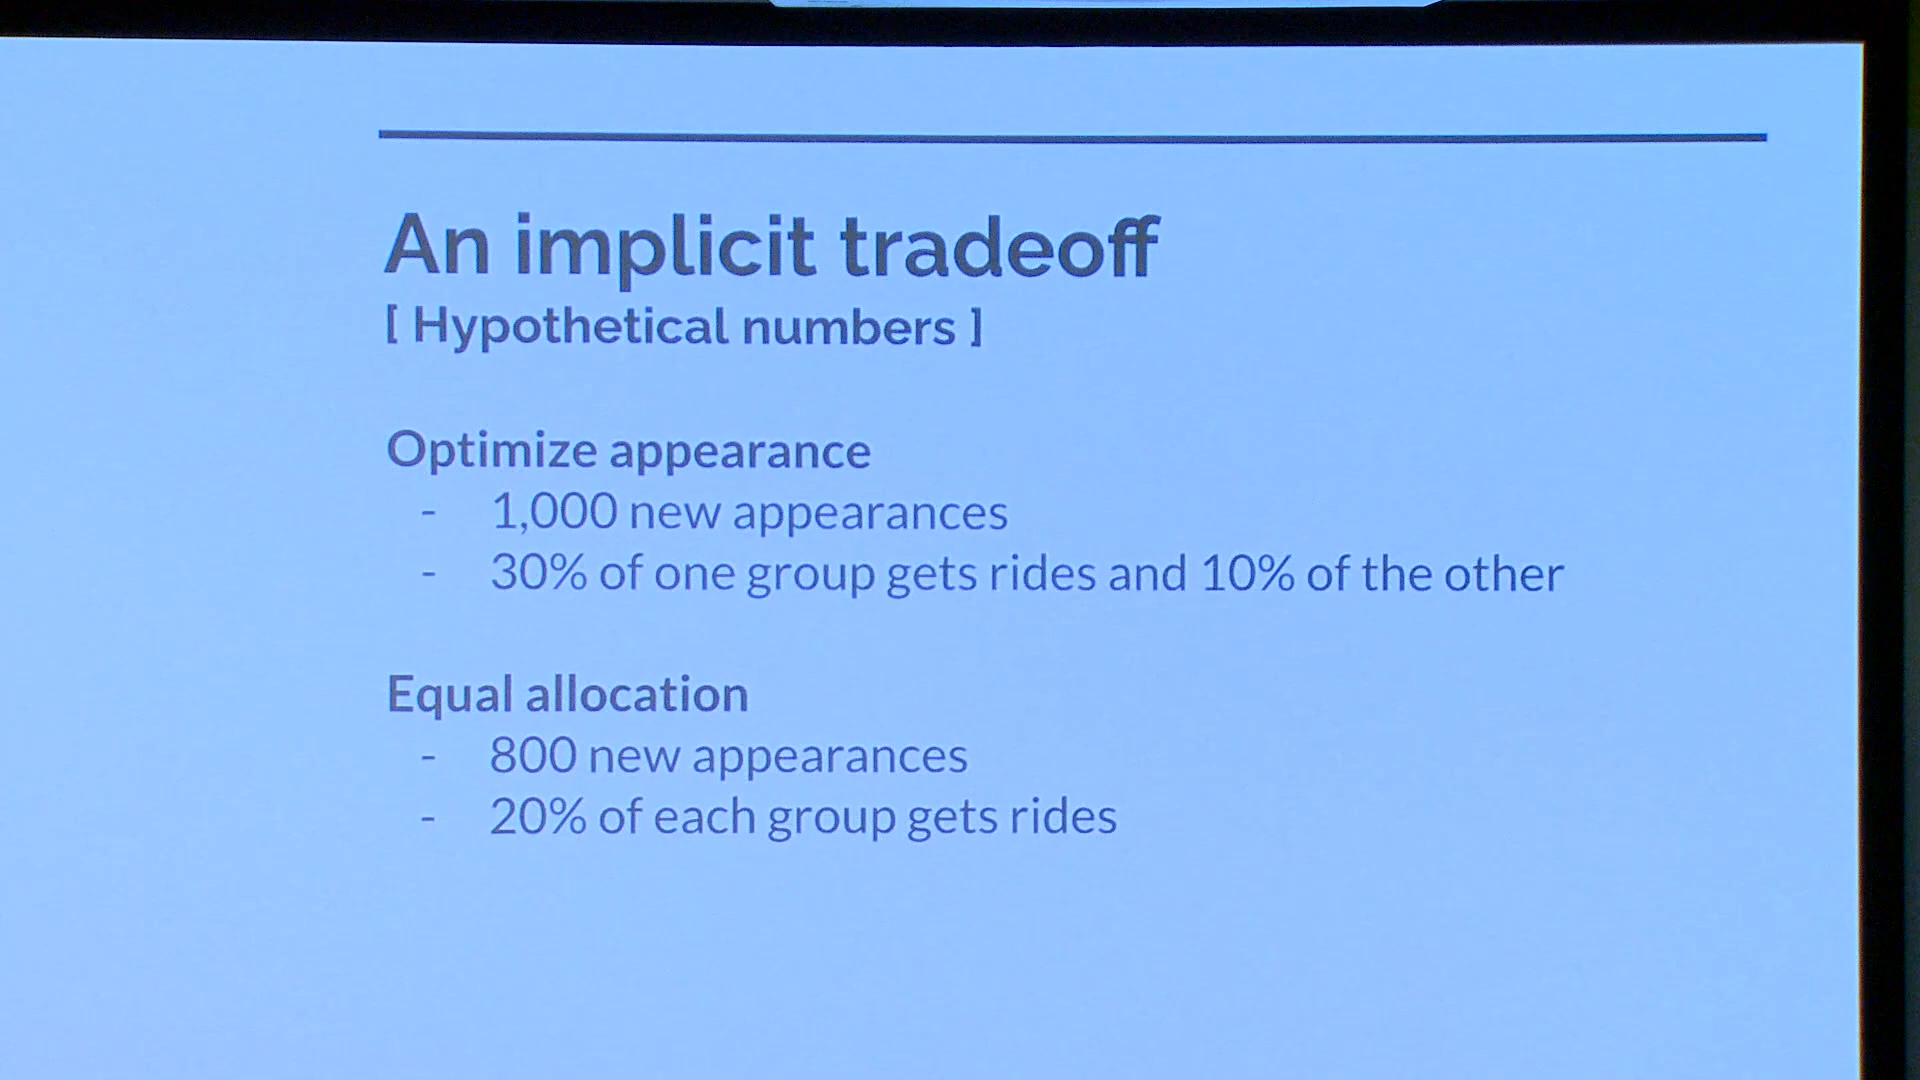 An implicit tradeoff
[ Hypothetical numbers ]
Optimize appearance
- 1,000 new appearances
- 30% of one group gets rides and 10% of the other
Equal allocation
- 800 new appearances
- 20% of each group gets rides